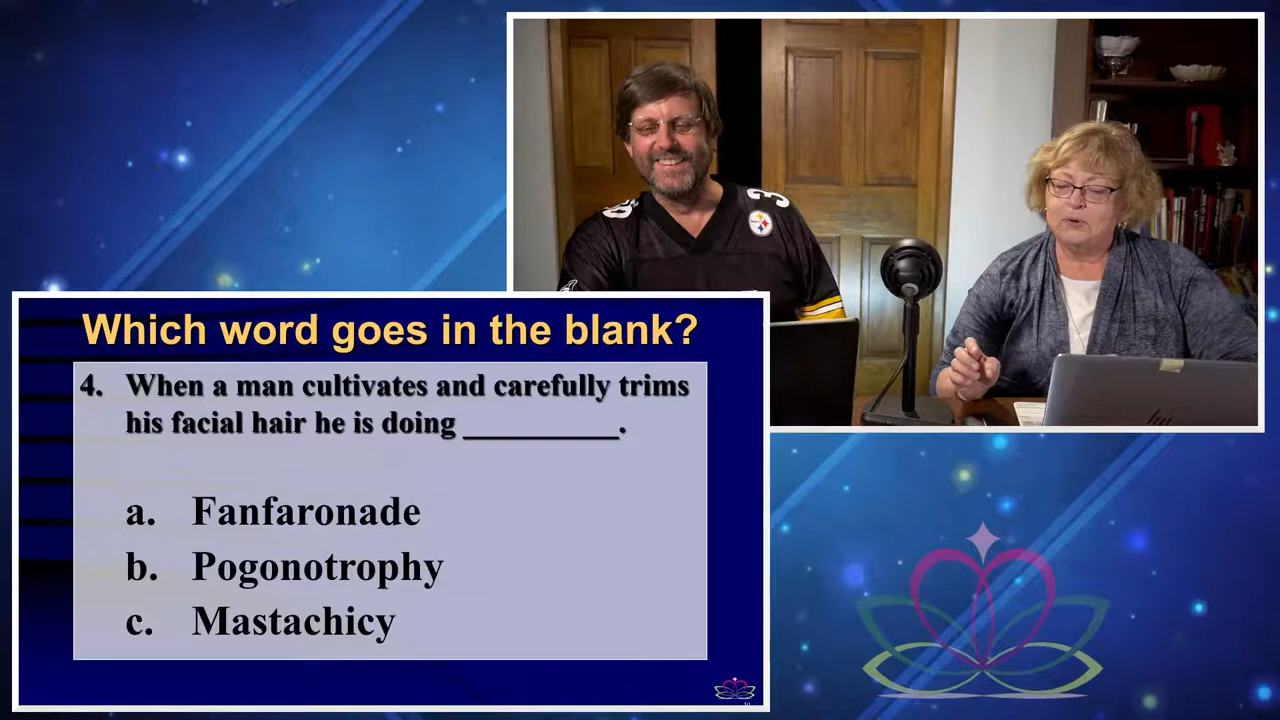 Which word goes in the blank?
4. When a man cultivates and carefully trims
his facial hair he is doing __________.
a. Fanfaronade
b. Pogonotrophy
c. Mastachicy